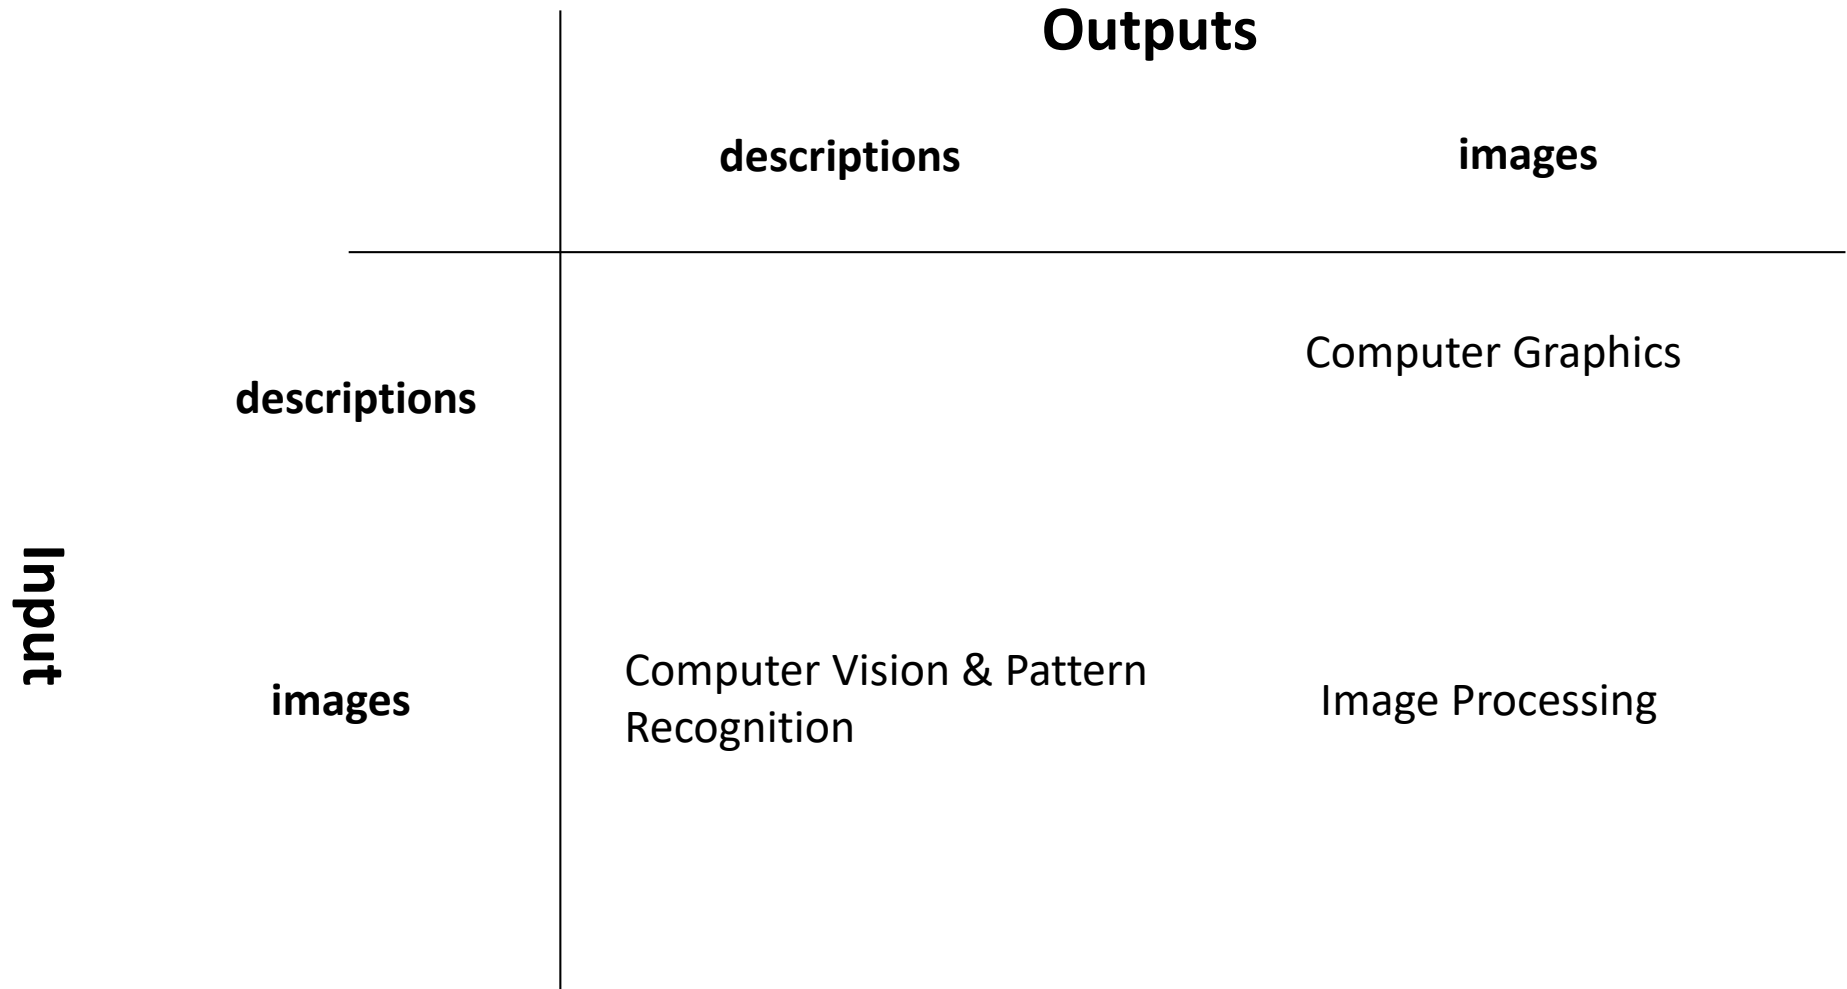 Outputs
descriptions
images
Computer Graphics
descriptions
Input
Computer Vision & Pattern
Recognition
images
Image Processing